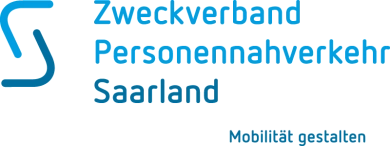 Zweckverband
Personennahverkehr
Saarland
Mobilität gestalten